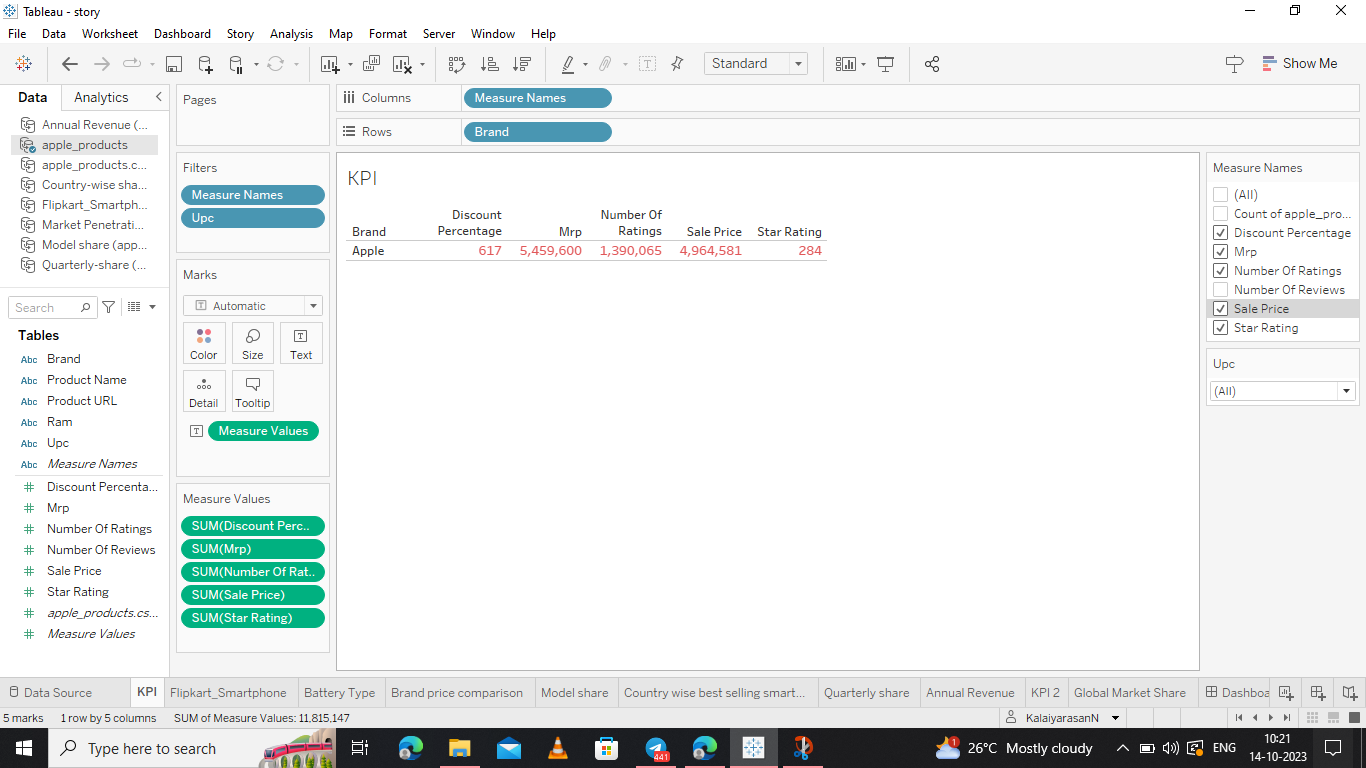 Tableau - story
File Data Worksheet Dashboard Story Analysis Map Format Server Window Help
Standard
Show Me
Data Analytics
Annual Revenue (...
apple_products
apple_products.c...
Country-wise sha...
Flipkart_Smartph...
Market Penetrati...
Model share (app...
Quarterly-share (...
Search
Tables
Abc Brand
Abc Product Name
Abc Product URL
Abc Ram
Abc Upc
Abc Measure Names
# Discount Percenta...
# Mrp
# Number Of Ratings
# Number Of Reviews
# Sale Price
# Star Rating
# apple_products.cs...
# Measure Values
Pages
Filters
Measure Names
Upc
Marks
T Automatic
Color Size Text
Detail Tooltip
T Measure Values
Measure Values
SUM(Discount Perc..
SUM(Mrp)
SUM(Number Of Rat..
SUM(Sale Price)
SUM(Star Rating)
Columns Measure Names
Rows Brand
KPI
Brand Discount Percentage Mrp Number Of Ratings Sale Price Star Rating
Apple 617 5,459,600 1,390,065 4,964,581 284
Measure Names
(All)
Count of apple_pro...
Discount Percentage
Mrp
Number Of Ratings
Number Of Reviews
Sale Price
Star Rating
Upc
(All)
Data Source KPI Flipkart_Smartphone Battery Type Brand price comparison Model share Country wise best selling smart... Quarterly share Annual Revenue KPI 2 Global Market Share Dashboa
5 marks 1 row by 5 columns SUM of Measure Values: 11,815,147 KalaiyarasanN
Type here to search
441
1
26°C Mostly cloudy
ENG
10:21
14-10-2023